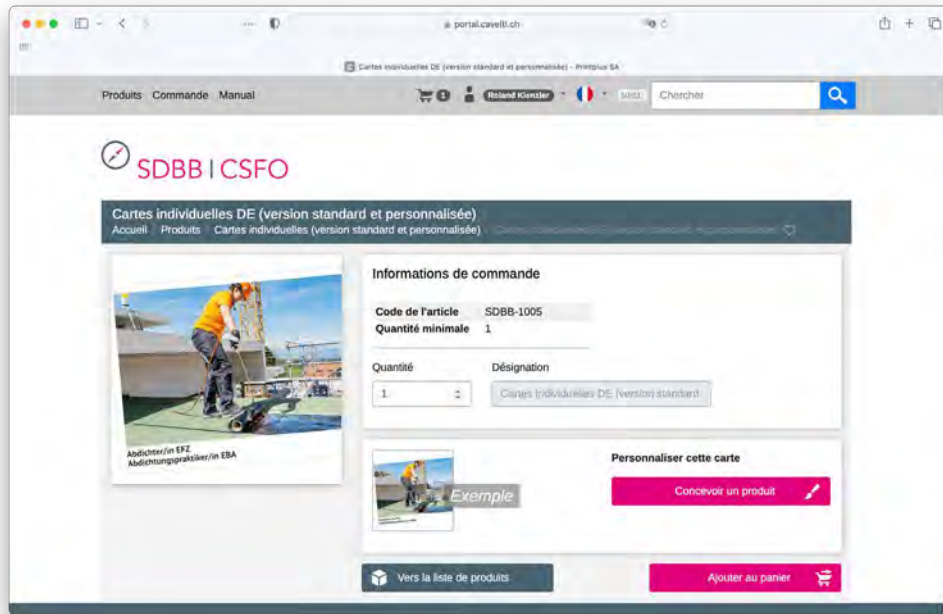 portal.cavelti.ch
Cartes individuelles DE (version standard et personnalisée) - Printplus SA
Produits Commande Manual
1
Roland Kienzler
Chercher
SDBB | CSFO
Cartes individuelles DE (version standard et personnalisée)
Accueil Produits Cartes individuelles (version standard et personnalisée)
Abdichter/in EFZ
Abdichtungspraktiker/in EBA
Informations de commande
Code de l'article SDBB-1005
Quantité minimale 1
Quantité Désignation
1 Cartes individuelles DE (version standard
Exemple
Personnaliser cette carte
Concevoir un produit
Vers la liste de produits
Ajouter au panier